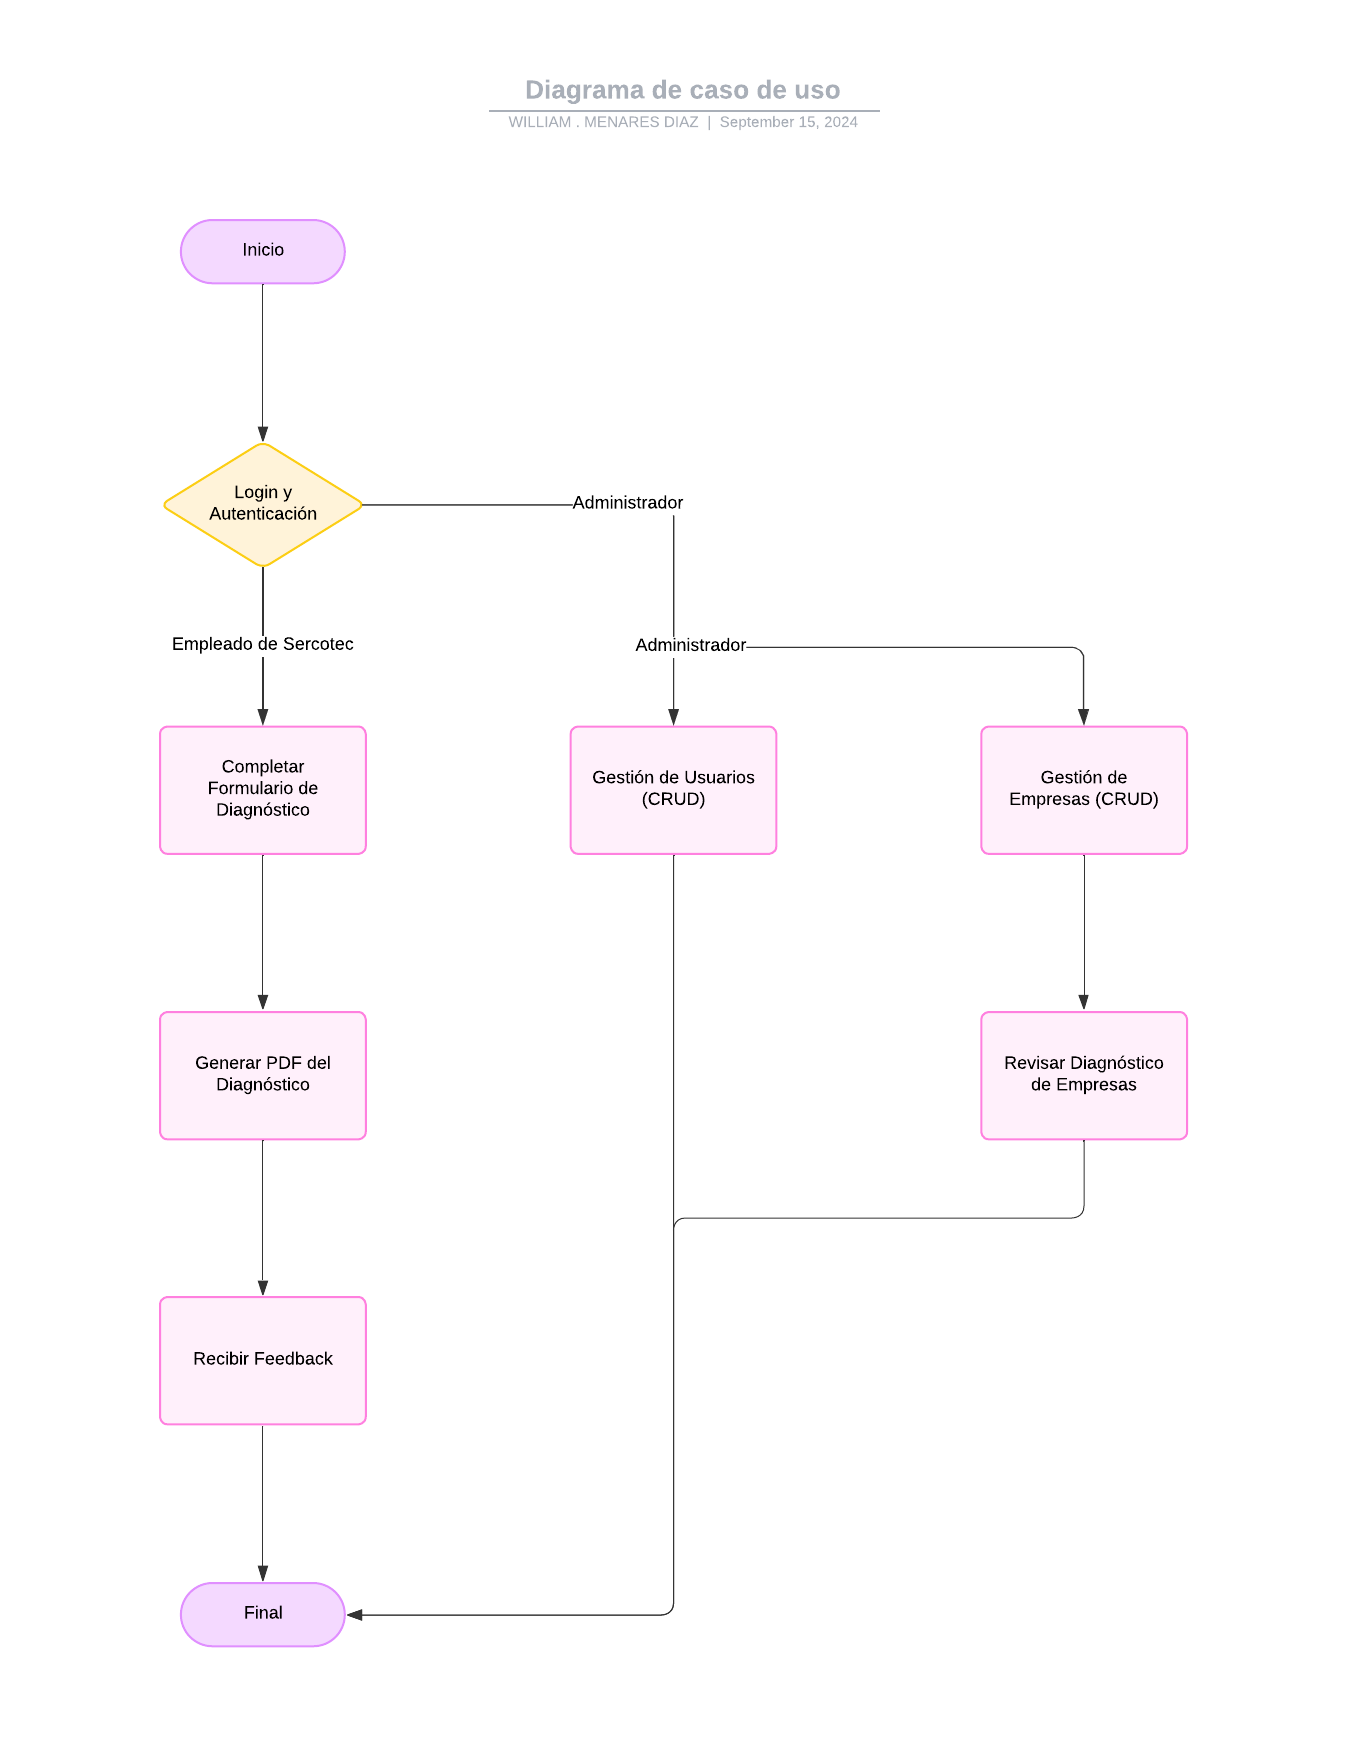 Diagrama de caso de uso
WILLIAM . MENARES DIAZ | September 15, 2024
Inicio
Login y
Autenticación
Administrador
Empleado de Sercotec
Administrador
Completar
Formulario de
Diagnóstico
Gestión de Usuarios
(CRUD)
Gestión de
Empresas (CRUD)
Generar PDF del
Diagnóstico
Revisar Diagnóstico
de Empresas
Recibir Feedback
Final